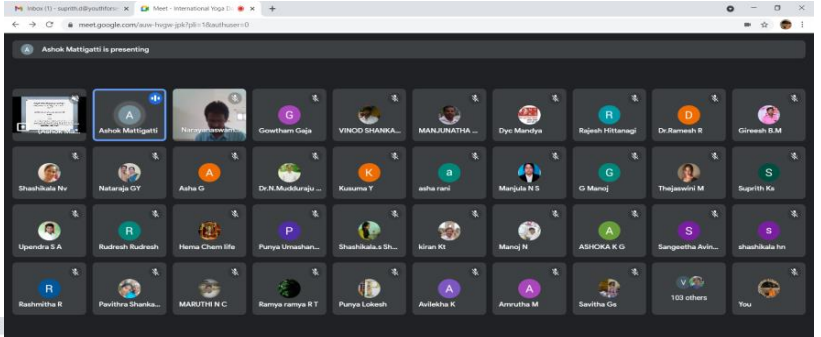 Inbox (1) - suprith.d@youthforse
Meet - International Yoga D
meet.google.com/auw-hvgw-jpk?pli=1&authuser=0
A Ashok Mattigatti is presenting
A G R D
Ashok Mattigatti Narayanaswam... Gowtham Gaja VINOD SHANKA... MANJUNATHA ... Dyc Mandya Rajesh Hittanagi Dr.Ramesh R Gireesh B.M
A K a G S
Shashikala Nv Nataraja GY Asha G Dr.N.Mudduraju ... Kusuma Y asha rani Manjula N S G Manoj Thejaswini M Suprith Ks
R P A S s
Upendra S A Rudresh Rudresh Hema Chem life Punya Umashan... Shashikala.s Sh... kiran Kt Manoj N ASHOKA K G Sangeetha Avin... shashikala hn
R A A V
Rashmitha R Pavithra Shanka... MARUTHI N C Ramya ramya R T Punya Lokesh Avilekha K Amrutha M Savitha Gs 103 others You